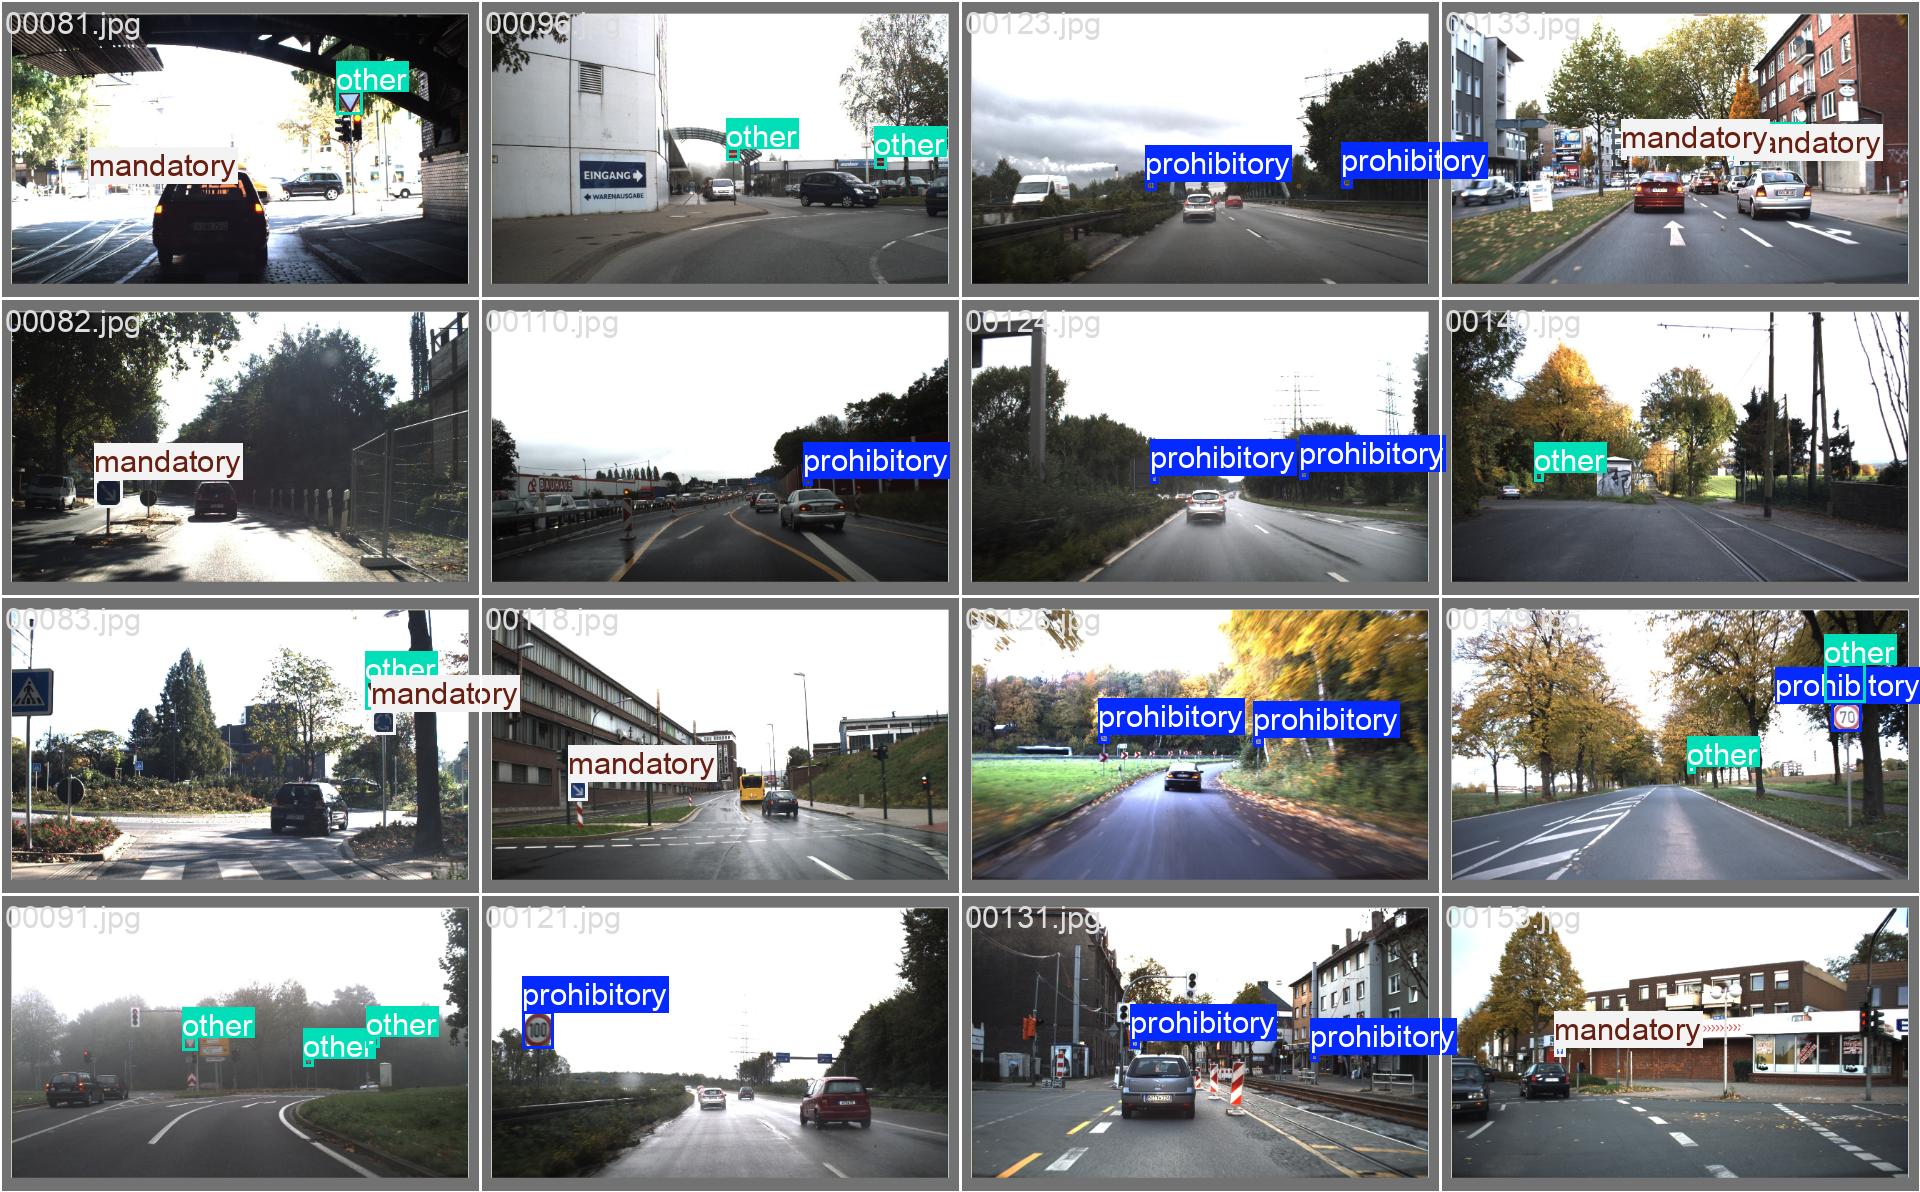 00081.jpg
other
mandatory
00096.jpg
other
other
EINGANG
WARENAUSGABE
00123.jpg
prohibitory
prohibitory
00133.jpg
mandatory
andatory
00082.jpg
mandatory
00110.jpg
prohibitory
BAUHAUS
00124.jpg
prohibitory
prohibitory
00140.jpg
other
00083.jpg
other
mandatory
00118.jpg
mandatory
00126.jpg
prohibitory
prohibitory
00149.jpg
other
prohibitory
70
other
00091.jpg
other
other
other
00121.jpg
prohibitory
100
00131.jpg
prohibitory
prohibitory
00153.jpg
mandatory